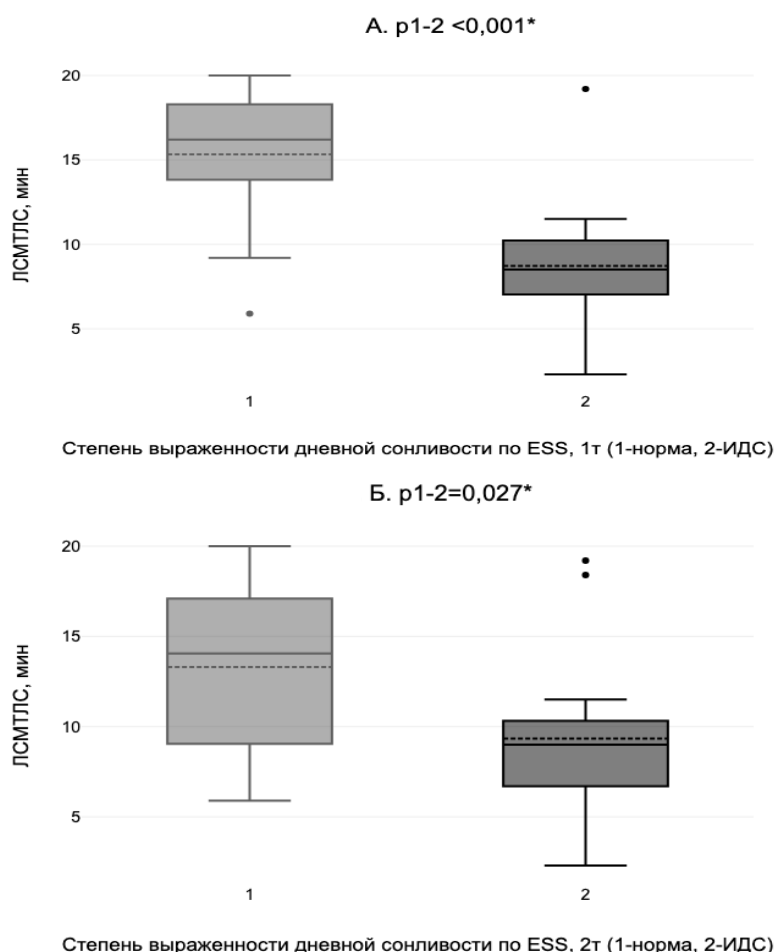 А. p1-2 <0,001*
20
15
10
5
ЛСМТЛС, мин
1
2
Степень выраженности дневной сонливости по ESS, 1т (1-норма, 2-ИДС)
Б. p1-2=0,027*
20
15
10
5
ЛСМТЛС, мин
1
2
Степень выраженности дневной сонливости по ESS, 2т (1-норма, 2-ИДС)